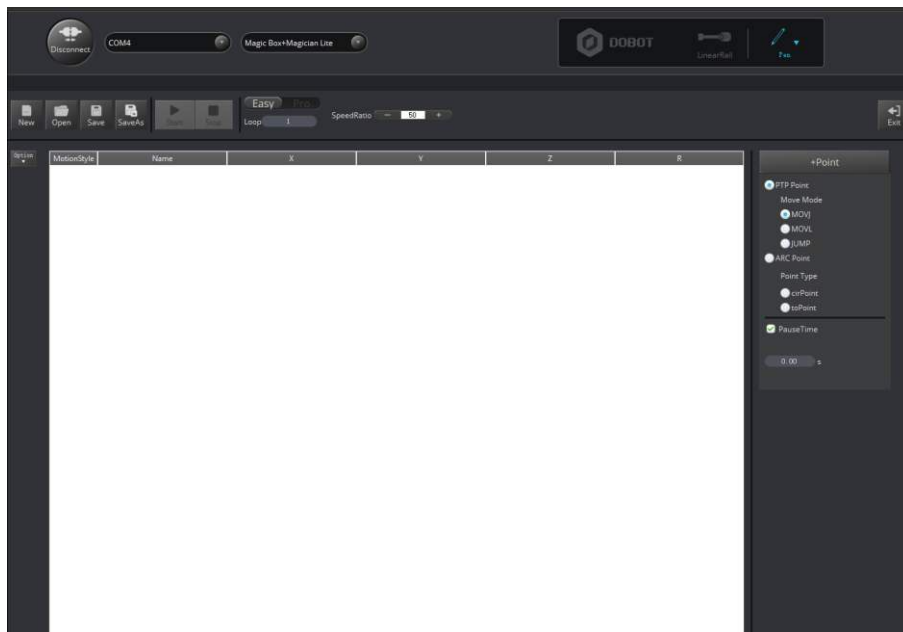 Disconnect
COM4
Magic Box+Magician Lite
DOBOT
LinearRail
Pen
New
Open
Save
SaveAs
Start
Stop
Easy
Pro
Loop
1
SpeedRatio
50
Exit
Option
MotionStyle
Name
X
Y
Z
R
+Point
PTP Point
Move Mode
MOVJ
MOVL
JUMP
ARC Point
Point Type
cirPoint
toPoint
PauseTime
0.00 s